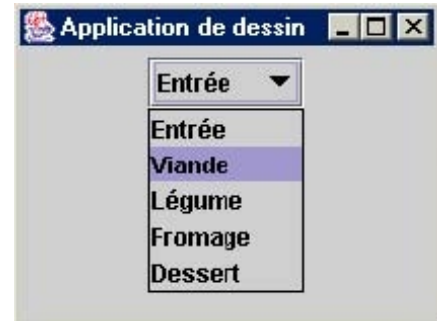 Application de dessin
Entrée
Entrée
Viande
Légume
Fromage
Dessert